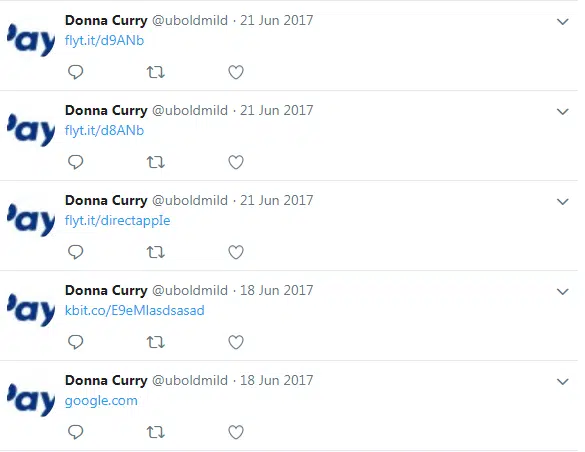 'ay
Donna Curry @uboldmild · 21 Jun 2017
flyt.it/d9ANb
'ay
Donna Curry @uboldmild · 21 Jun 2017
flyt.it/d8ANb
'ay
Donna Curry @uboldmild · 21 Jun 2017
flyt.it/directappIe
'ay
Donna Curry @uboldmild · 18 Jun 2017
kbit.co/E9eMlasdsasad
'ay
Donna Curry @uboldmild · 18 Jun 2017
google.com